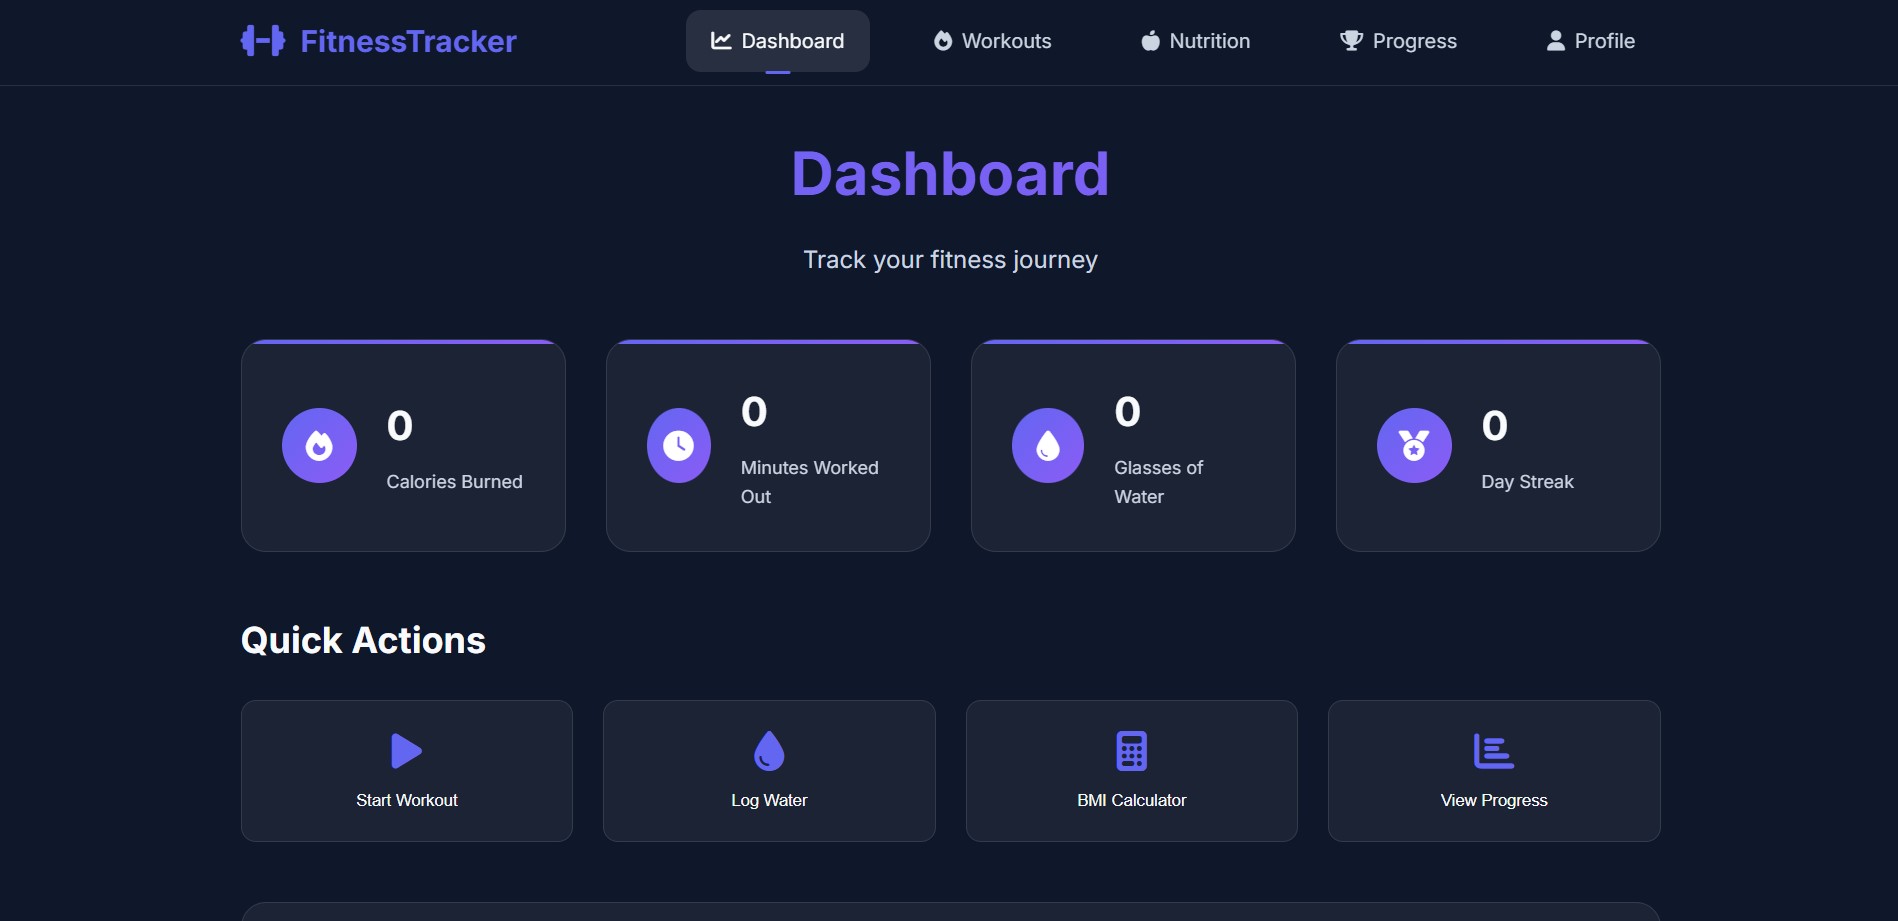 FitnessTracker
Dashboard
Workouts
Nutrition
Progress
Profile
Dashboard
Track your fitness journey
0
Calories Burned
0
Minutes Worked
Out
0
Glasses of
Water
0
Day Streak
Quick Actions
Start Workout
Log Water
BMI Calculator
View Progress